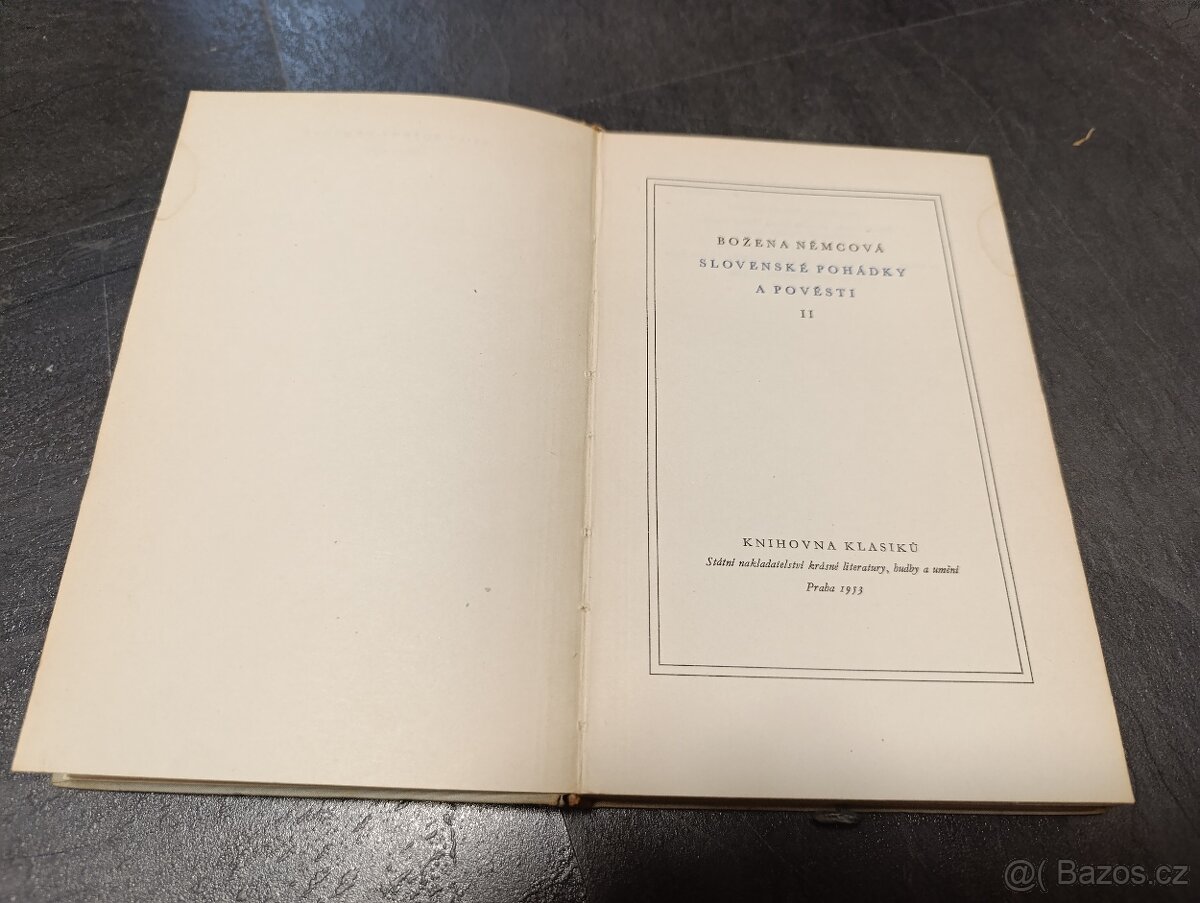 BOŽENA NĚMCOVÁ
SLOVENSKÉ POHÁDKY
A POVĚSTI
II
KNIHOVNA KLASIKŮ
Státní nakladatelství krásné literatury, hudby a umění
Praha 1953
@( Bazos.cz